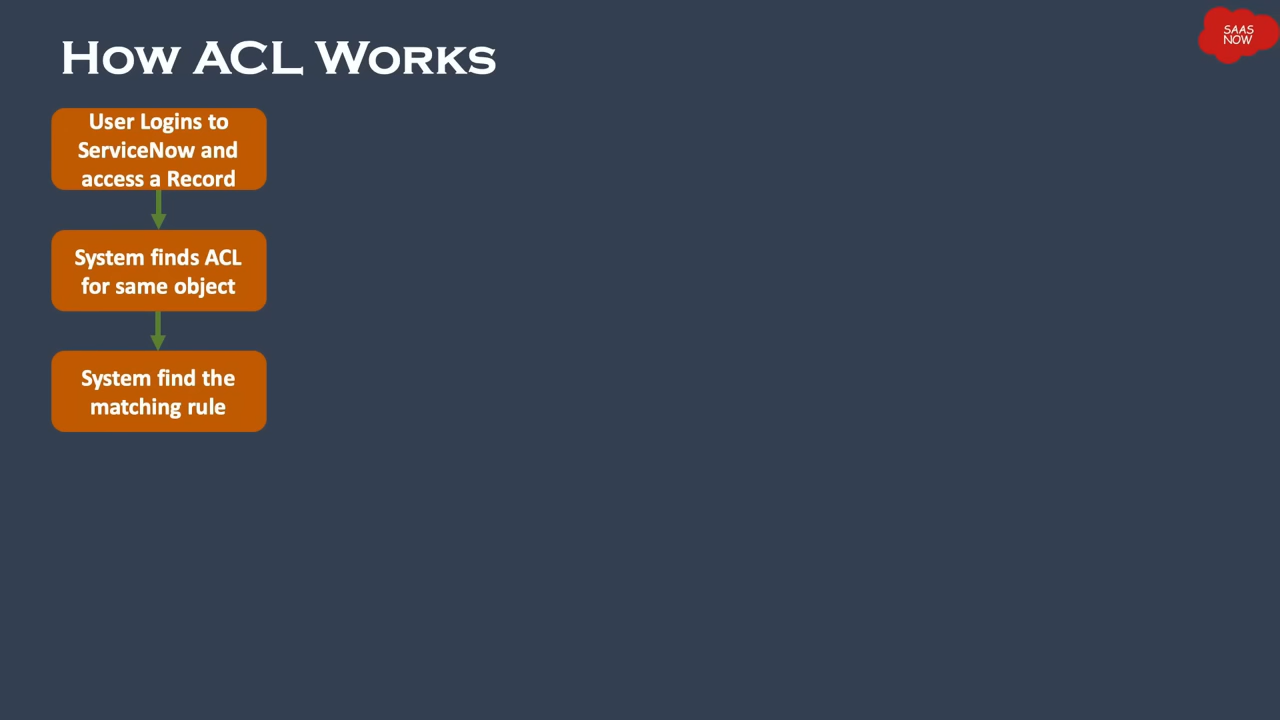 How ACL Works
SAAS
NOW
User Logins to
ServiceNow and
access a Record
System finds ACL
for same object
System find the
matching rule